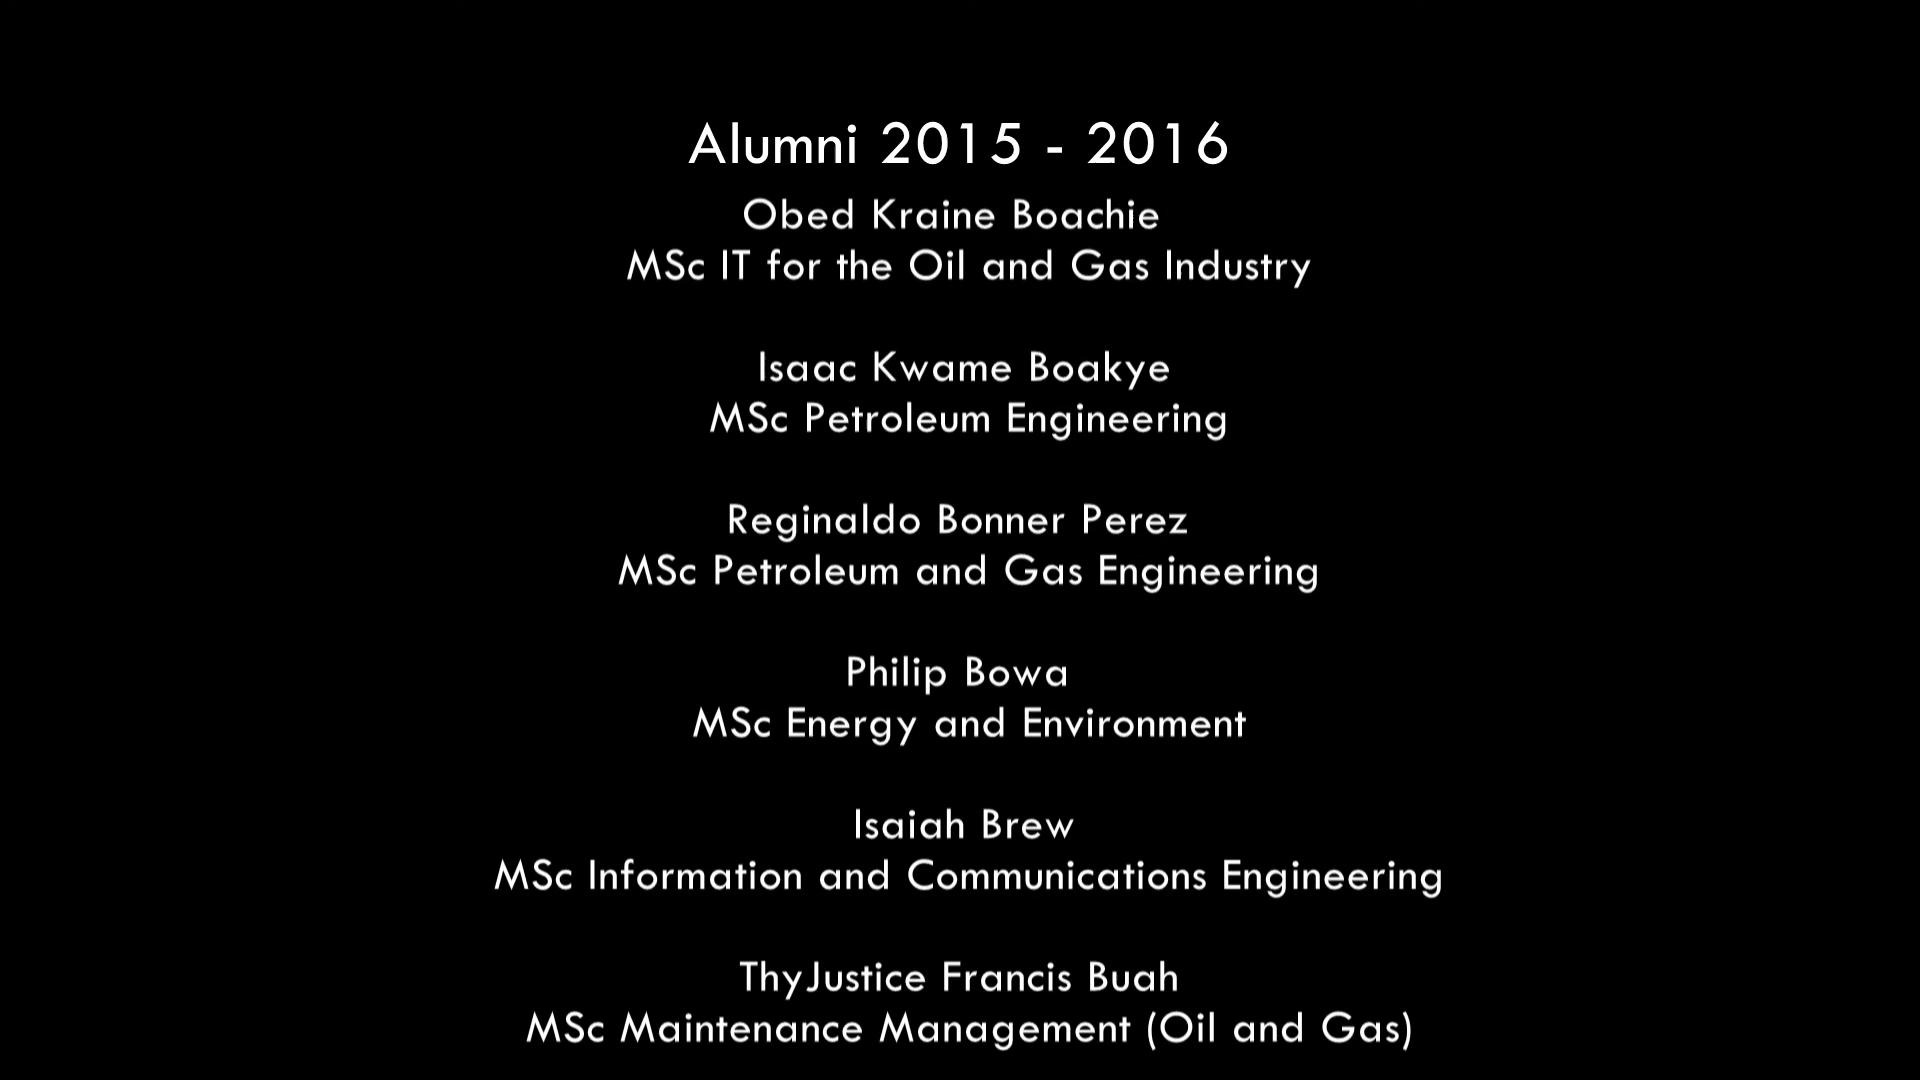 Alumni 2015 - 2016
Obed Kraine Boachie
MSc IT for the Oil and Gas Industry
Isaac Kwame Boakye
MSc Petroleum Engineering
Reginaldo Bonner Perez
MSc Petroleum and Gas Engineering
Philip Bowa
MSc Energy and Environment
Isaiah Brew
MSc Information and Communications Engineering
ThyJustice Francis Buah
MSc Maintenance Management (Oil and Gas)